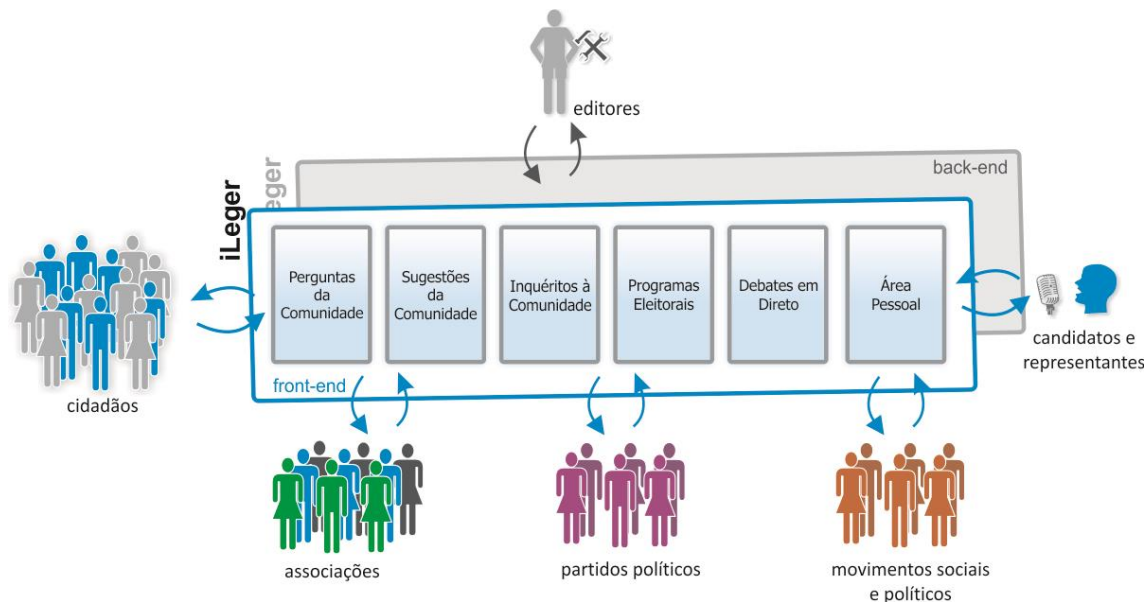 editores
back-end
iLeger
eger
Perguntas
da
Comunidade
Sugestões
da
Comunidade
Inquéritos à
Comunidade
Programas
Eleitorais
Debates em
Direto
Área
Pessoal
front-end
cidadãos
candidatos e
representantes
associações
partidos políticos
movimentos sociais
e políticos